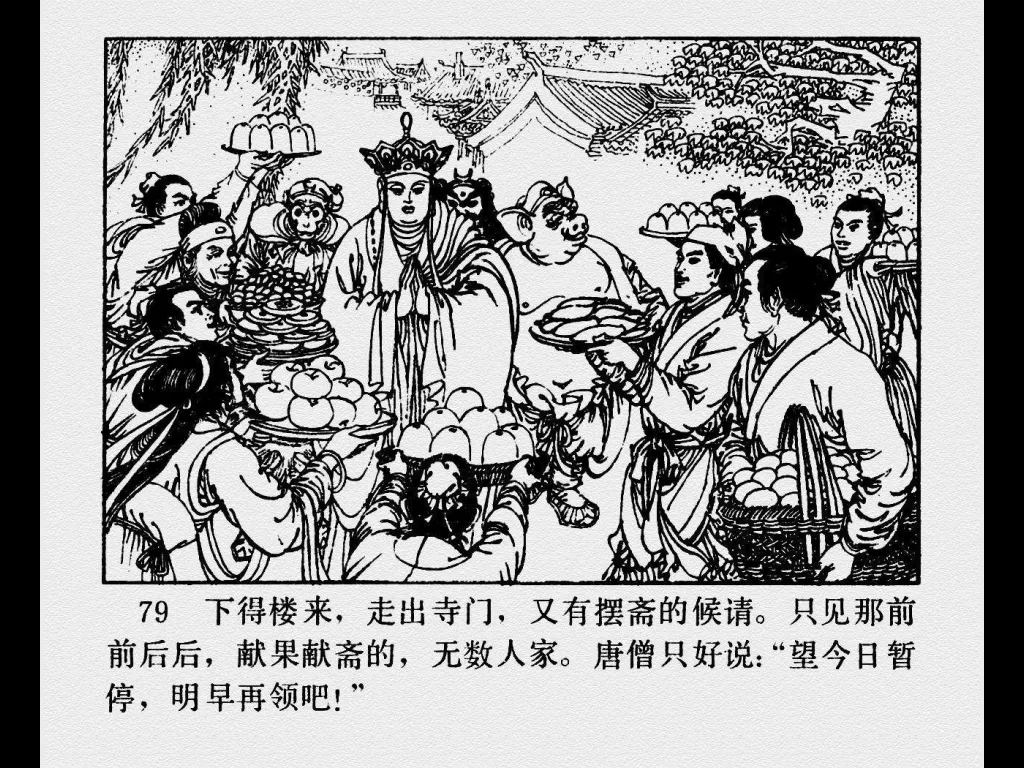 79 下得楼来，走出寺门，又有摆斋的候请。只见那前
前后后，献果献斋的，无数人家。唐僧只好说：“望今日暂
停，明早再领吧！”